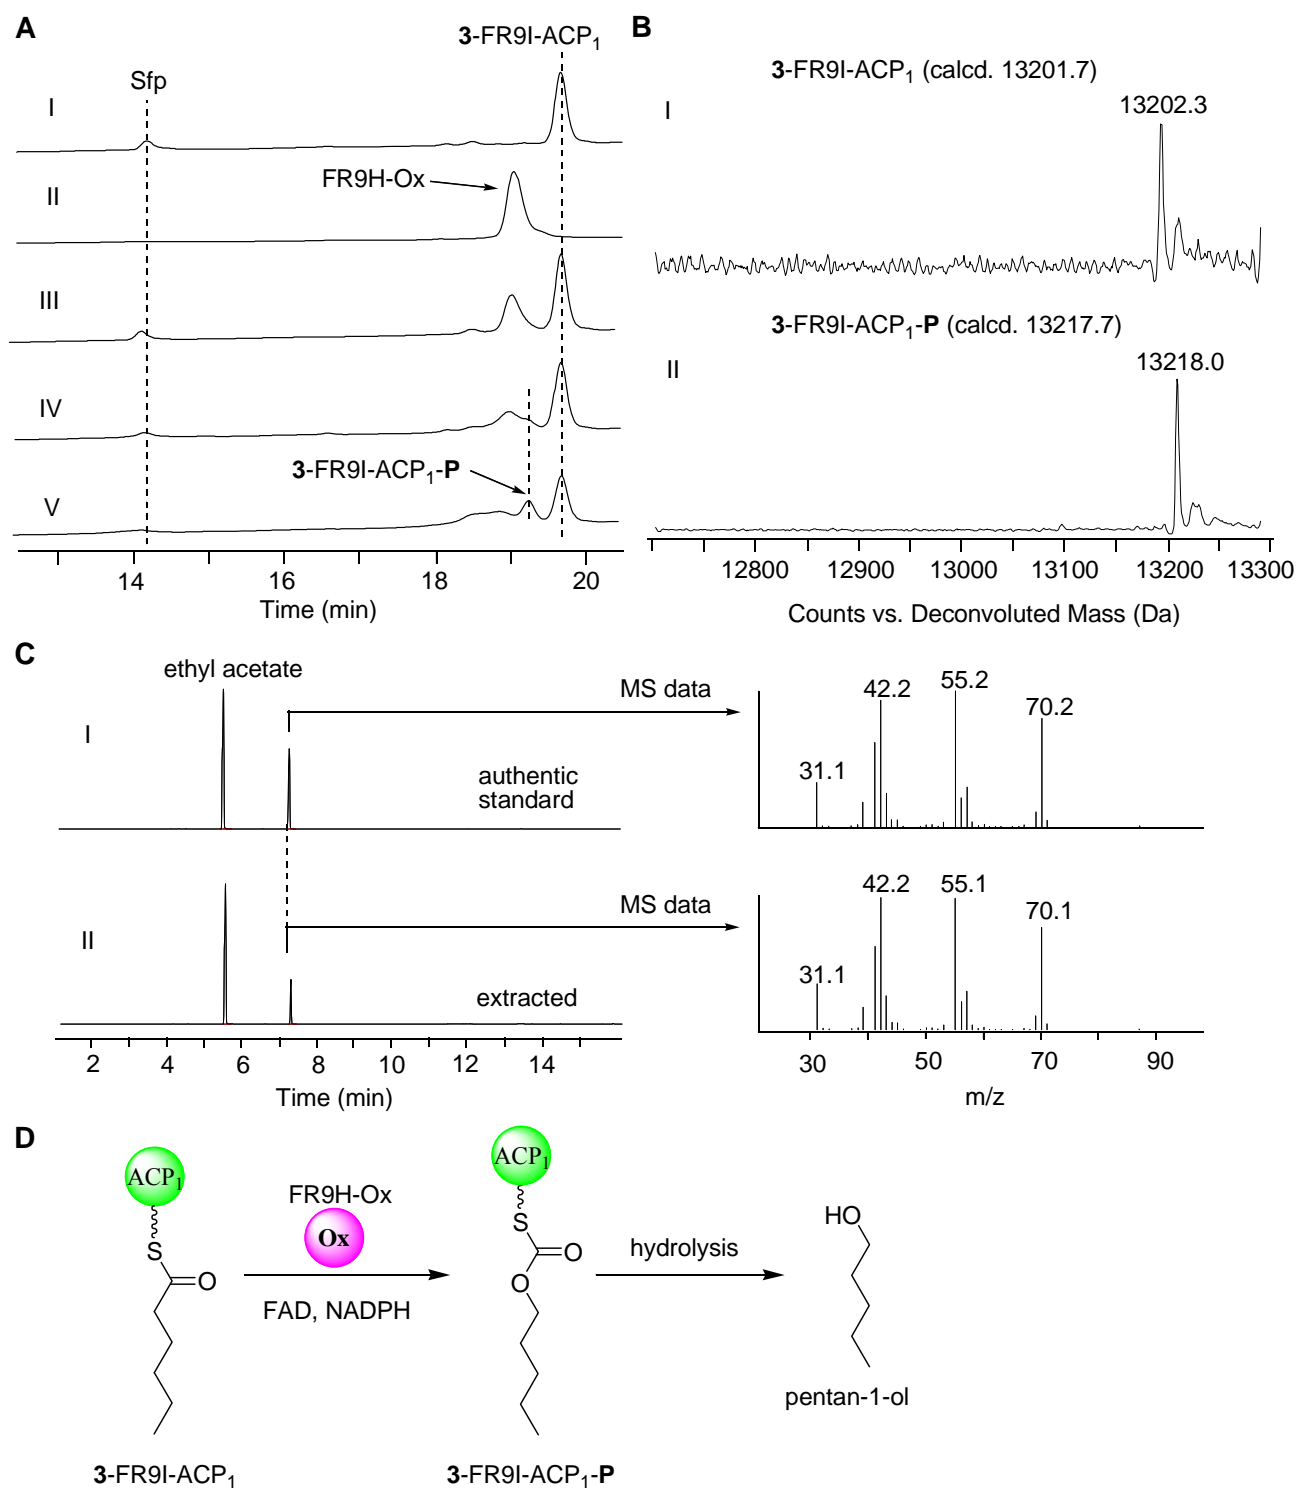 A
3-FR9I-ACP1
Sfp
I
FR9H-Ox
II
III
IV
3-FR9I-ACP1-P
V
14 16 18 20
Time (min)
B
3-FR9I-ACP1 (calcd. 13201.7)
I
13202.3
3-FR9I-ACP1-P (calcd. 13217.7)
II
13218.0
12800 12900 13000 13100 13200 13300
Counts vs. Deconvoluted Mass (Da)
C
ethyl acetate
MS data
I
authentic
standard
42.2 55.2 70.2
31.1
MS data
II
extracted
42.2 55.1 70.1
31.1
2 4 6 8 10 12 14
Time (min)
30 50 70 90
m/z
D
ACP1
S
O
FR9H-Ox
Ox
FAD, NADPH
ACP1
S
O
O
hydrolysis
HO
pentan-1-ol
3-FR9I-ACP1
3-FR9I-ACP1-P